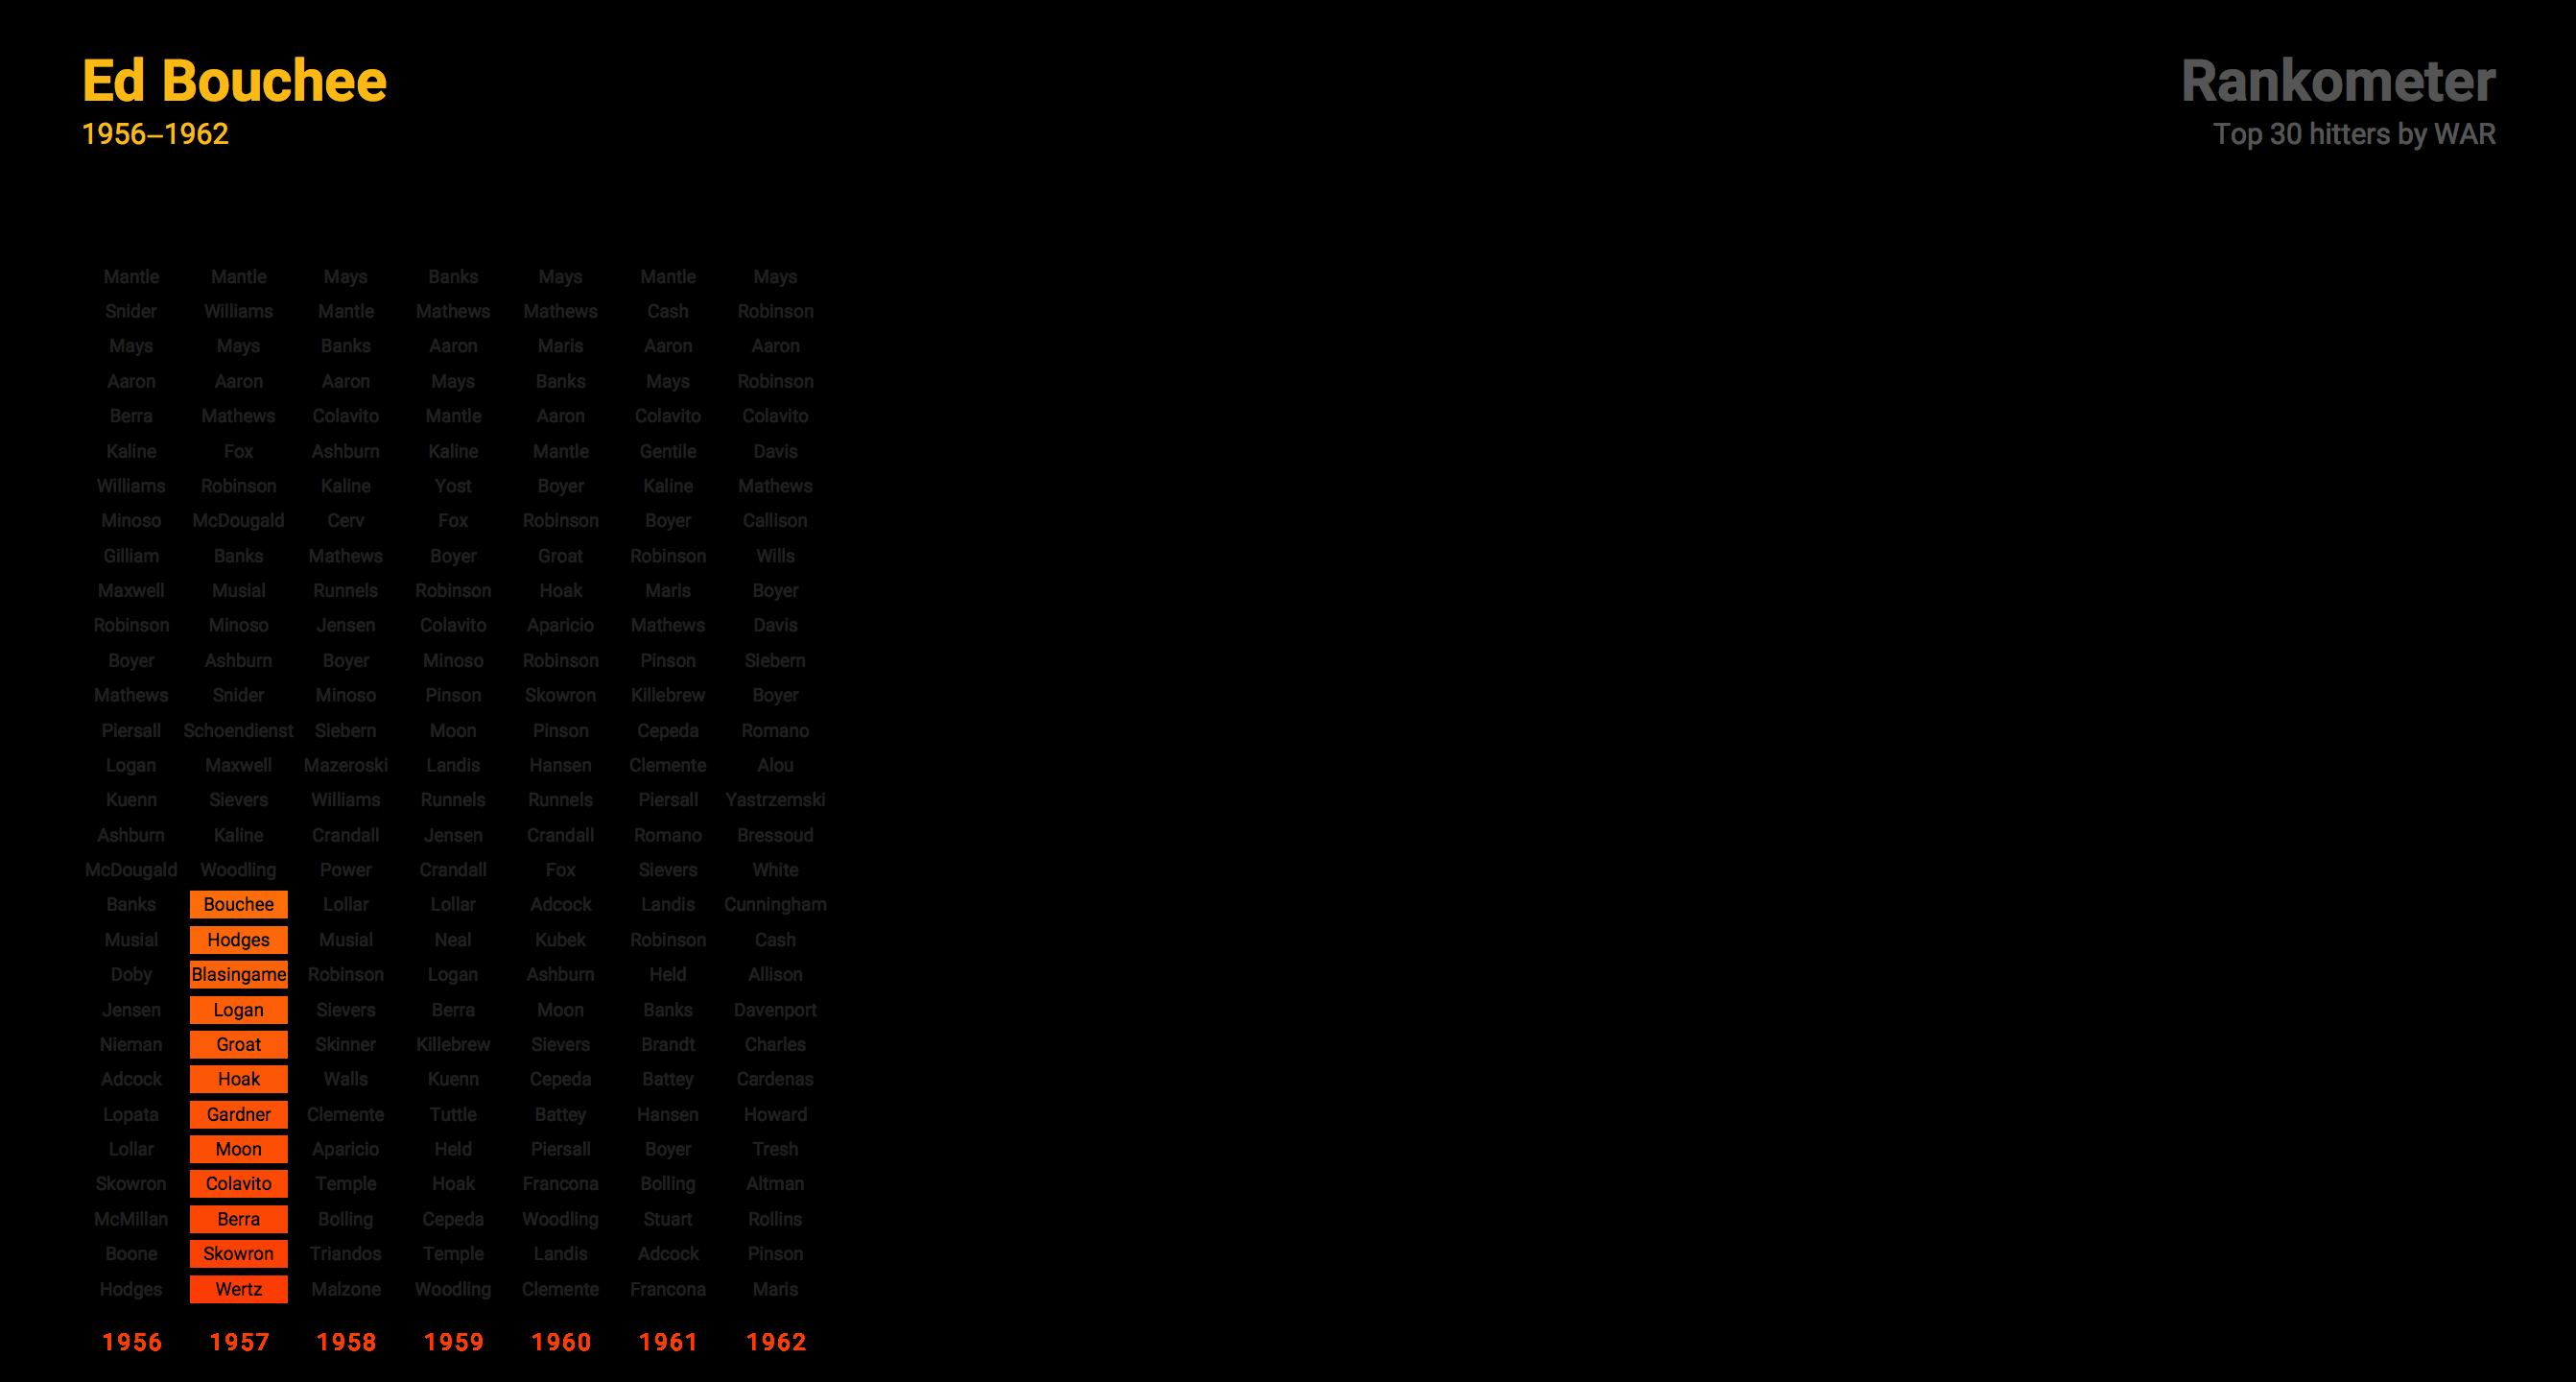 Ed Bouchee
1956–1962
Rankometer
Top 30 hitters by WAR
Mantle Mantle Mays Banks Mays Mantle Mays
Snider Williams Mantle Mathews Mathews Cash Robinson
Mays Mays Banks Aaron Maris Aaron Aaron
Aaron Aaron Aaron Mays Banks Mays Robinson
Berra Mathews Colavito Mantle Aaron Colavito Colavito
Kaline Fox Ashburn Kaline Mantle Gentile Davis
Williams Robinson Kaline Yost Boyer Kaline Mathews
Minoso McDougald Cerv Fox Robinson Boyer Callison
Gilliam Banks Mathews Boyer Groat Robinson Wills
Maxwell Musial Runnels Robinson Hoak Maris Boyer
Robinson Minoso Jensen Colavito Aparicio Mathews Davis
Boyer Ashburn Boyer Minoso Robinson Pinson Siebern
Mathews Snider Minoso Pinson Skowron Killebrew Boyer
Piersall Schoendienst Siebern Moon Pinson Cepeda Romano
Logan Maxwell Mazeroski Landis Hansen Clemente Alou
Kuenn Sievers Williams Runnels Runnels Piersall Yastrzemski
Ashburn Kaline Crandall Jensen Crandall Romano Bressoud
McDougald Woodling Power Crandall Fox Sievers White
Banks Bouchee Lollar Lollar Adcock Landis Cunningham
Musial Hodges Musial Neal Kubek Robinson Cash
Doby Blasingame Robinson Logan Ashburn Held Allison
Jensen Logan Sievers Berra Moon Banks Davenport
Nieman Groat Skinner Killebrew Sievers Brandt Charles
Adcock Hoak Walls Kuenn Cepeda Battey Cardenas
Lopata Gardner Clemente Tuttle Battey Hansen Howard
Lollar Moon Aparicio Held Piersall Boyer Tresh
Skowron Colavito Temple Hoak Francona Bolling Altman
McMillan Berra Bolling Cepeda Woodling Stuart Rollins
Boone Skowron Triandos Temple Landis Adcock Pinson
Hodges Wertz Malzone Woodling Clemente Francona Maris
1956 1957 1958 1959 1960 1961 1962